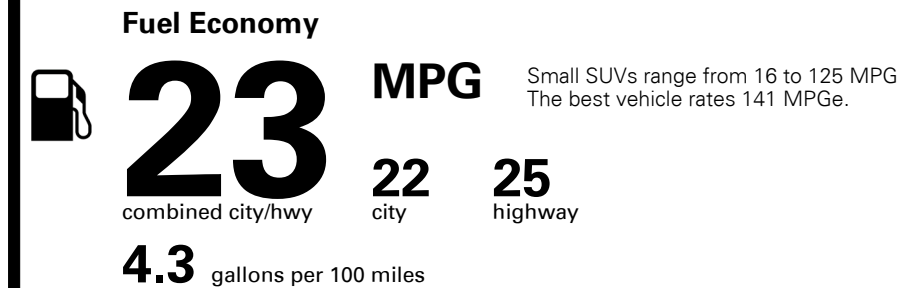 Fuel Economy
23 MPG
Small SUVs range from 16 to 125 MPG
The best vehicle rates 141 MPGe.
22 25
combined city/hwy city highway
4.3 gallons per 100 miles